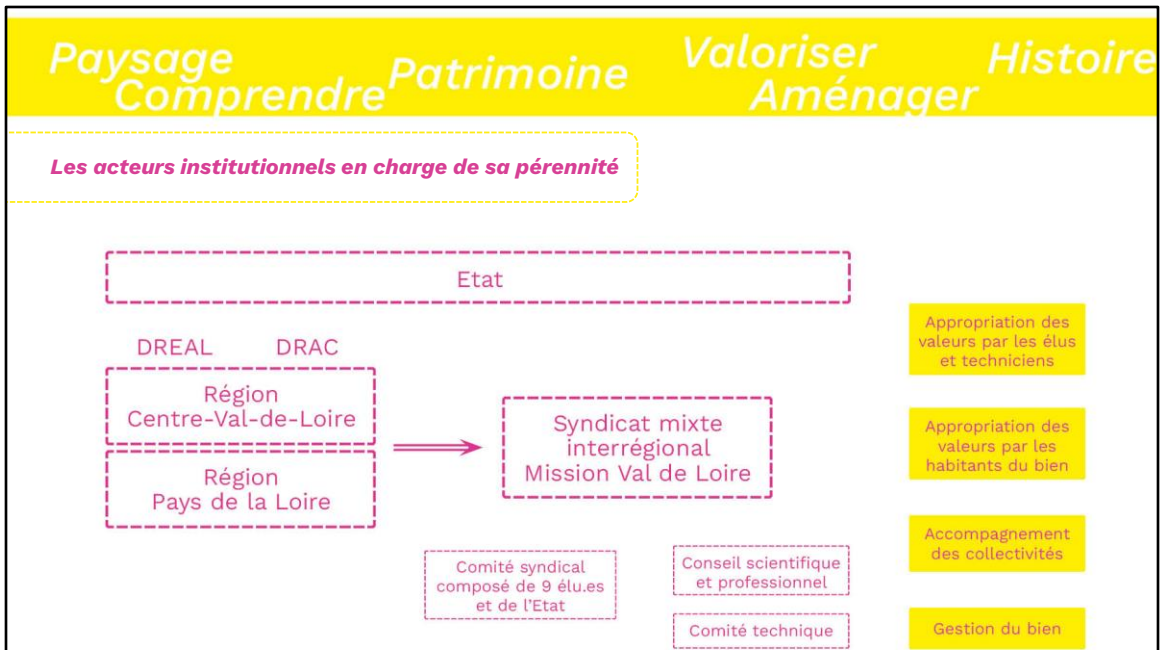 Paysage
Comprendre
Patrimoine
Valoriser
Aménager
Histoire
Les acteurs institutionnels en charge de sa pérennité
Etat
DREAL DRAC
Région
Centre-Val-de-Loire
Région
Pays de la Loire
Syndicat mixte
interrégional
Mission Val de Loire
Comité syndical
composé de 9 élu.es
et de l'Etat
Conseil scientifique
et professionnel
Comité technique
Appropriation des
valeurs par les élus
et techniciens
Appropriation des
valeurs par les
habitants du bien
Accompagnement
des collectivités
Gestion du bien